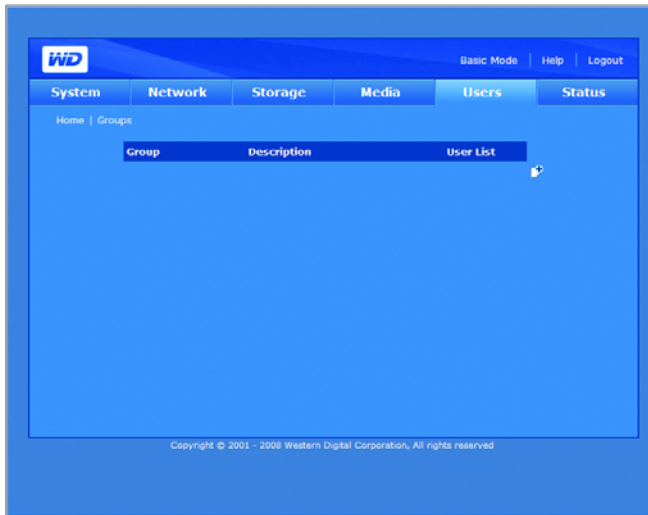 WD
Basic Mode | Help | Logout
System Network Storage Media Users Status
Home | Groups
Group Description User List
Copyright © 2001 - 2008 Western Digital Corporation, All rights reserved